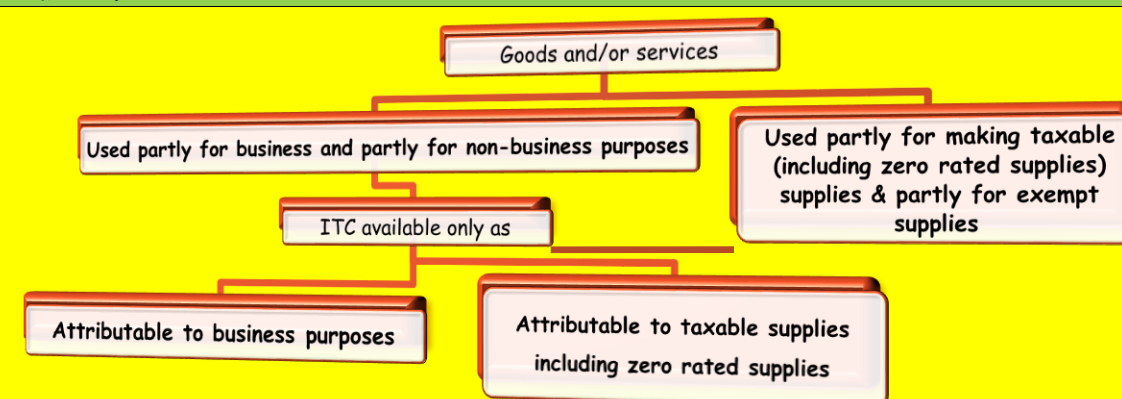 Goods and/or services
Used partly for business and partly for non-business purposes
Used partly for making taxable
(including zero rated supplies)
supplies & partly for exempt
supplies
ITC available only as
Attributable to business purposes
Attributable to taxable supplies
including zero rated supplies